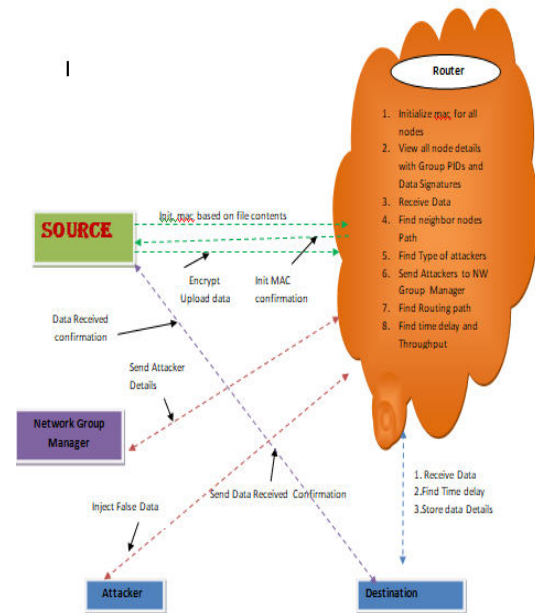 Router
1. Initialize mac for all
nodes
2. View all node details
with Group PIDs and
Data Signatures
3. Receive Data
4. Find neighbor nodes
Path
5. Find Type of attackers
6. Send Attackers to NW
Group Manager
7. Find Routing path
8. Find time delay and
Throughput
SOURCE
Init mac based on file contents
Encrypt
Upload data
Init MAC
confirmation
Data Received
confirmation
Send Attacker
Details
Network Group
Manager
Send Data Received Confirmation
Inject False Data
1. Receive Data
2.Find Time delay
3.Store data Details
Attacker
Destination